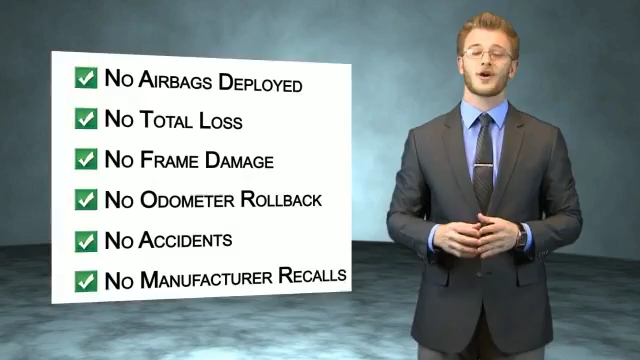 No Airbags Deployed
No Total Loss
No Frame Damage
No Odometer Rollback
No Accidents
No Manufacturer Recalls